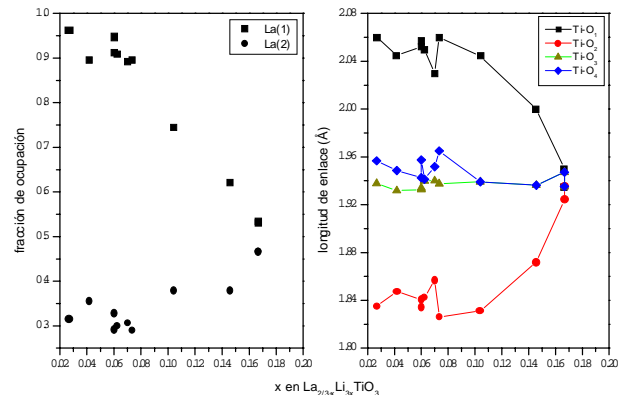 1.0
0.9
0.8
0.7
0.6
0.5
0.4
0.3
0.02 0.04 0.06 0.08 0.10 0.12 0.14 0.16 0.18 0.20
fracción de ocupación
La(1)
La(2)
2.08
2.04
2.00
1.96
1.92
1.84
1.80
0.02 0.04 0.06 0.08 0.10 0.12 0.14 0.16 0.18 0.20
longitud de enlace (Å)
Ti-O₁
Ti-O₂
Ti-O₃
Ti-O₄
x en La₂/₃₋ₓLi₃ₓTiO₃